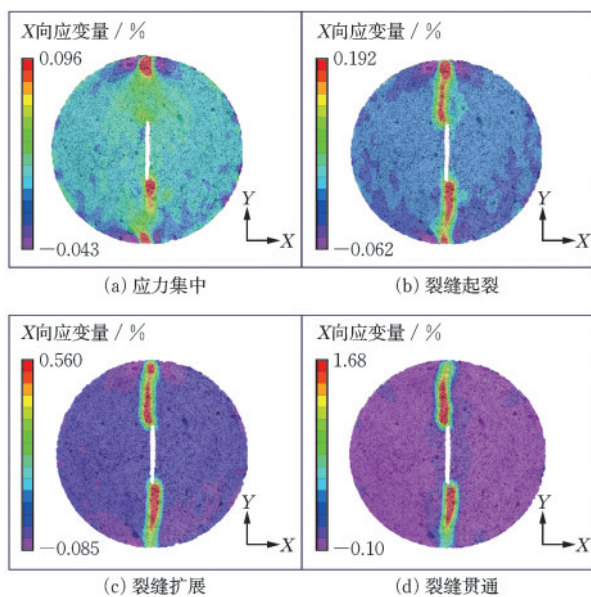 X向应变量 / %
0.096
-0.043
Y
X
(a) 应力集中
X向应变量 / %
0.192
-0.062
Y
X
(b) 裂缝起裂
X向应变量 / %
0.560
-0.085
Y
X
(c) 裂缝扩展
X向应变量 / %
1.68
-0.10
Y
X
(d) 裂缝贯通